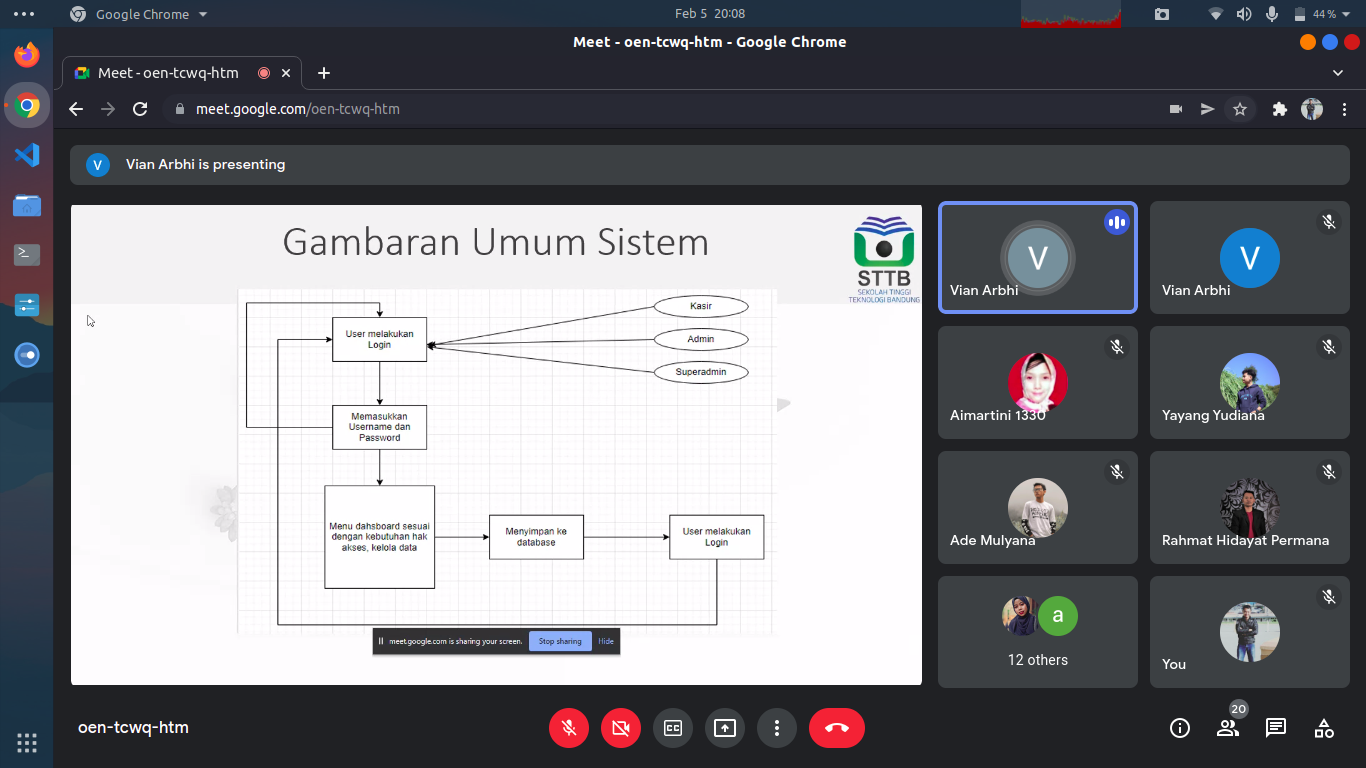 Google Chrome
Feb 5 20:08
44 %
Meet - oen-tcwq-htm - Google Chrome
Meet - oen-tcwq-htm
meet.google.com/oen-tcwq-htm
V
Vian Arbhi is presenting
Gambaran Umum Sistem
STTB
SEKOLAH TINGGI
TEKNOLOGI BANDUNG
Kasir
User melakukan
Login
Admin
Superadmin
Memasukkan
Username dan
Password
Menu dahsboard sesuai
dengan kebutuhan hak
akses, kelola data
Menyimpan ke
database
User melakukan
Login
meet.google.com is sharing your screen.
Stop sharing
Hide
V
Vian Arbhi
V
Vian Arbhi
Aimartini 1330
Yayang Yudiana
Ade Mulyana
Rahmat Hidayat Permana
a
12 others
You
oen-tcwq-htm
CC
20